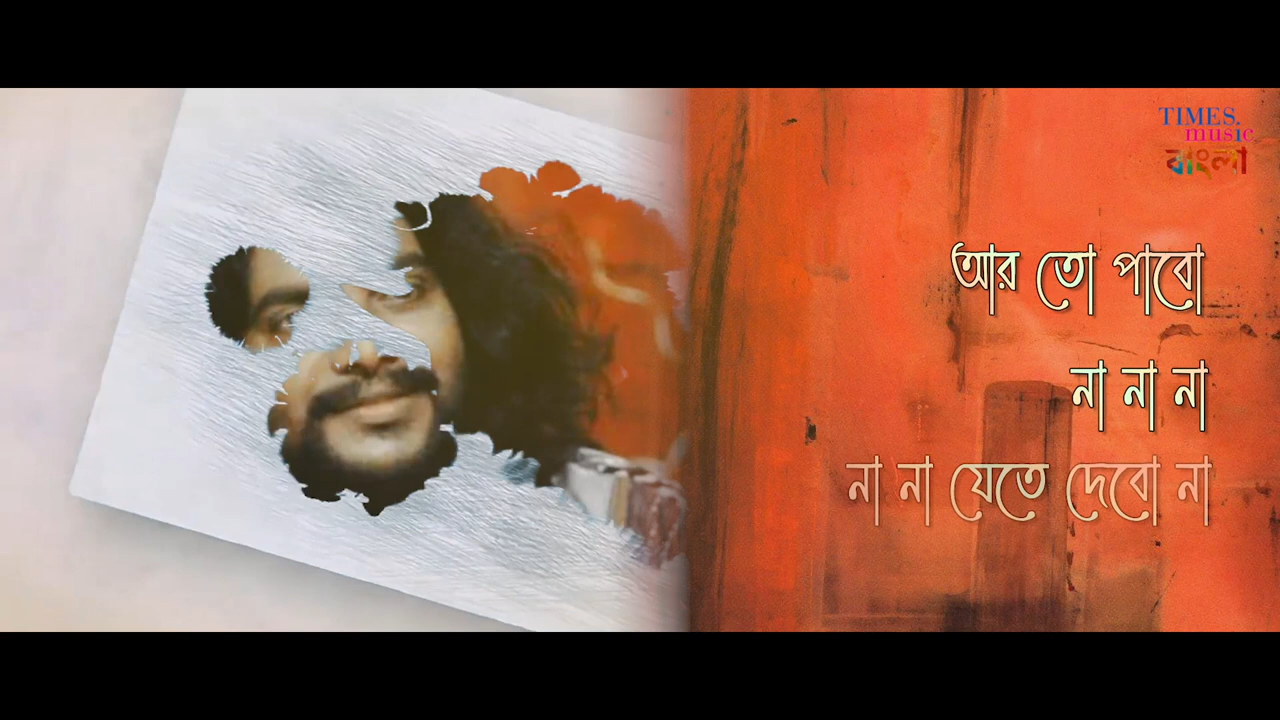 TIMES.
music
বাংলা
আর তো পাবো
না না না
না না যেতে দেবো না